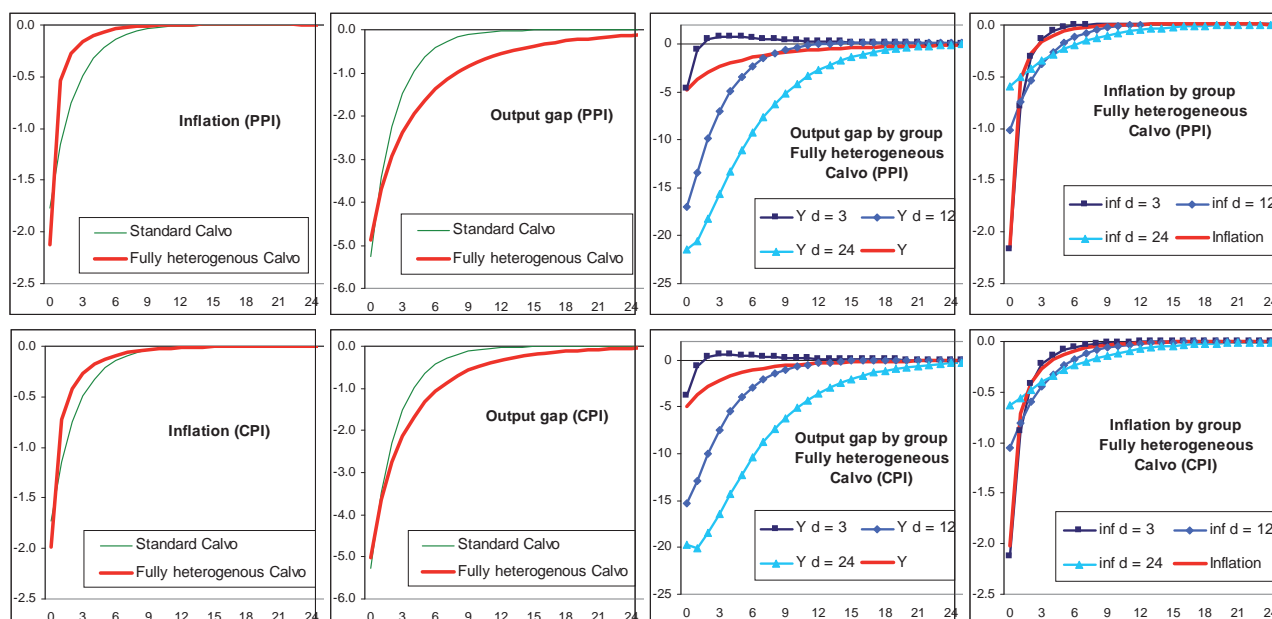 0.0
-0.5
-1.0
-1.5
-2.0
-2.5
Inflation (PPI)
Standard Calvo
Fully heterogenous Calvo
0 3 6 9 12 15 18 21 24
0.0
-1.0
-2.0
-3.0
-4.0
-5.0
-6.0
Output gap (PPI)
Standard Calvo
Fully heterogenous Calvo
0 3 6 9 12 15 18 21 24
5
0
-5
-10
-15
-20
-25
Output gap by group
Fully heterogeneous
Calvo (PPI)
Y d = 3 Y d = 12
Y d = 24 Y
0 3 6 9 12 15 18 21 24
0.0
-0.5
-1.0
-1.5
-2.0
-2.5
Inflation by group
Fully heterogeneous
Calvo (PPI)
inf d = 3 inf d = 12
inf d = 24 Inflation
0 3 6 9 12 15 18 21 24
0.0
-0.5
-1.0
-1.5
-2.0
-2.5
Inflation (CPI)
Standard Calvo
Fully heterogenous Calvo
0 3 6 9 12 15 18 21 24
0.0
-1.0
-2.0
-3.0
-4.0
-5.0
-6.0
Output gap (CPI)
Standard Calvo
Fully heterogenous Calvo
0 3 6 9 12 15 18 21 24
5
0
-5
-10
-15
-20
-25
Output gap by group
Fully heterogeneous
Calvo (CPI)
Y d = 3 Y d = 12
Y d = 24 Y
0 3 6 9 12 15 18 21 24
0.0
-0.5
-1.0
-1.5
-2.0
-2.5
Inflation by group
Fully heterogeneous
Calvo (CPI)
inf d = 3 inf d = 12
inf d = 24 Inflation
0 3 6 9 12 15 18 21 24